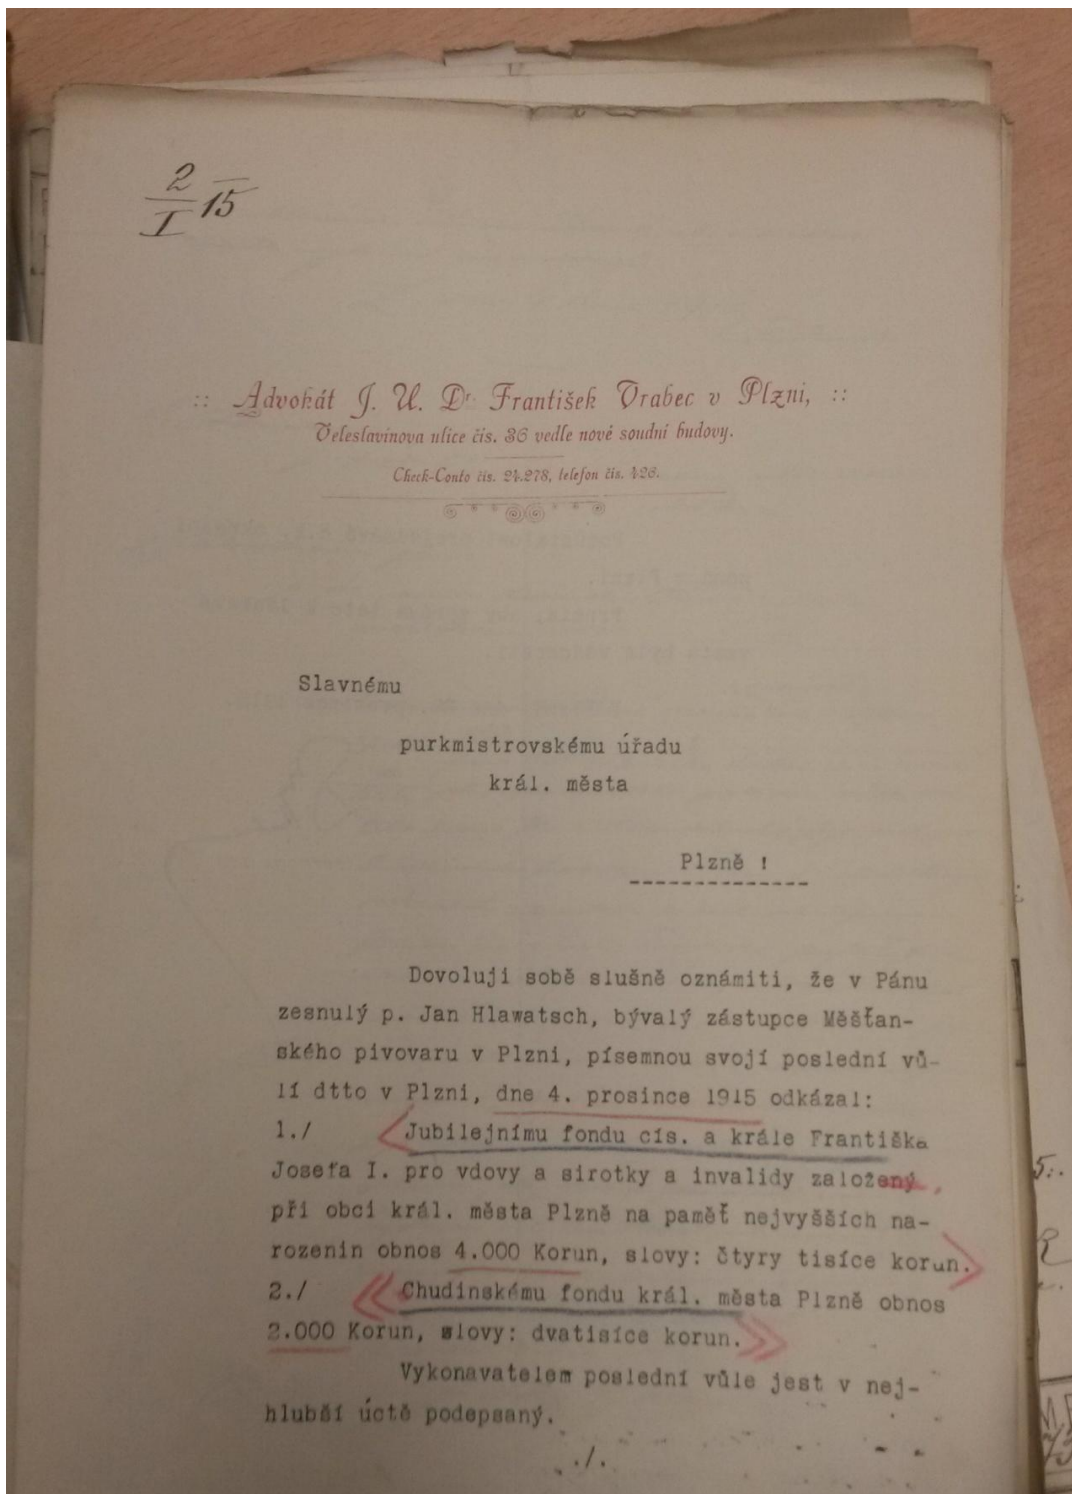 2/I 15
:: Advokát J. U. Dr. František Vrabec v Plzni, ::
Veleslavínova ulice čís. 36 vedle nové soudní budovy.
Check-Conto čís. 24.278, telefon čís. 426.
Slavnému
purkmistrovskému úřadu
král. města
Plzně !
Dovoluji sobě slušně oznámiti, že v Pánu
zesnulý p. Jan Hlawatsch, bývalý zástupce Měšťan-
ského pivovaru v Plzni, písemnou svojí poslední vů-
lí dtto v Plzni, dne 4. prosince 1915 odkázal:
1./ Jubilejnímu fondu cís. a krále Františka
Josefa I. pro vdovy a sirotky a invalidy založený,
při obci král. města Plzně na paměť nejvyšších na-
rozenin obnos 4.000 Korun, slovy: čtyry tisíce korun.
2./ Chudinskému fondu král. města Plzně obnos
2.000 Korun, slovy: dvatisíce korun.
Vykonavatelem poslední vůle jest v nej-
hlubší úctě podepsaný.
./.